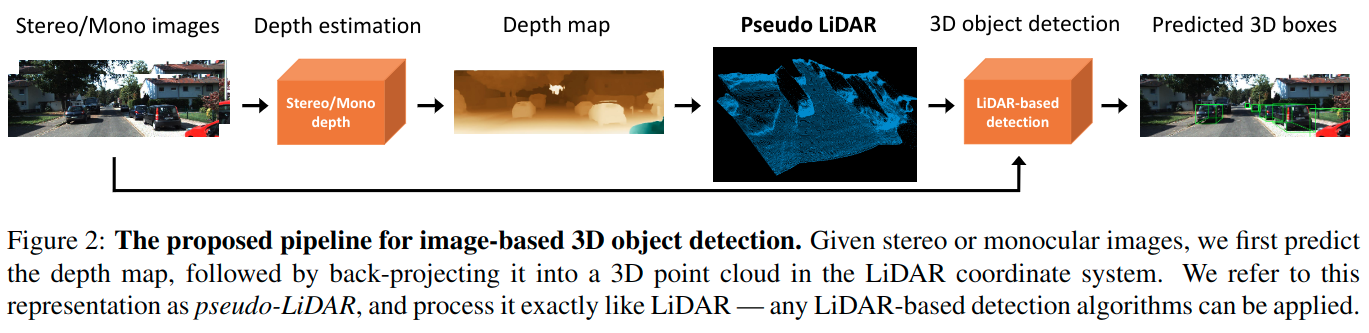 Stereo/Mono images Depth estimation Depth map Pseudo LiDAR 3D object detection Predicted 3D boxes
Stereo/Mono
depth
LiDAR-based
detection
Figure 2: The proposed pipeline for image-based 3D object detection. Given stereo or monocular images, we first predict
the depth map, followed by back-projecting it into a 3D point cloud in the LiDAR coordinate system. We refer to this
representation as pseudo-LiDAR, and process it exactly like LiDAR — any LiDAR-based detection algorithms can be applied.